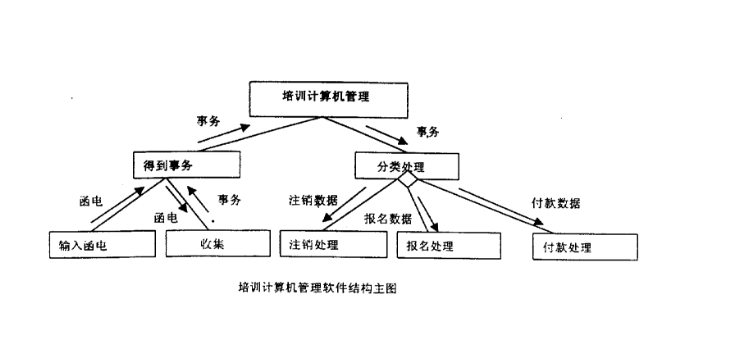 培训计算机管理
事务
事务
得到事务
分类处理
函电
函电
事务
注销数据
报名数据
付款数据
输入函电
收集
注销处理
报名处理
付款处理
培训计算机管理软件结构主图